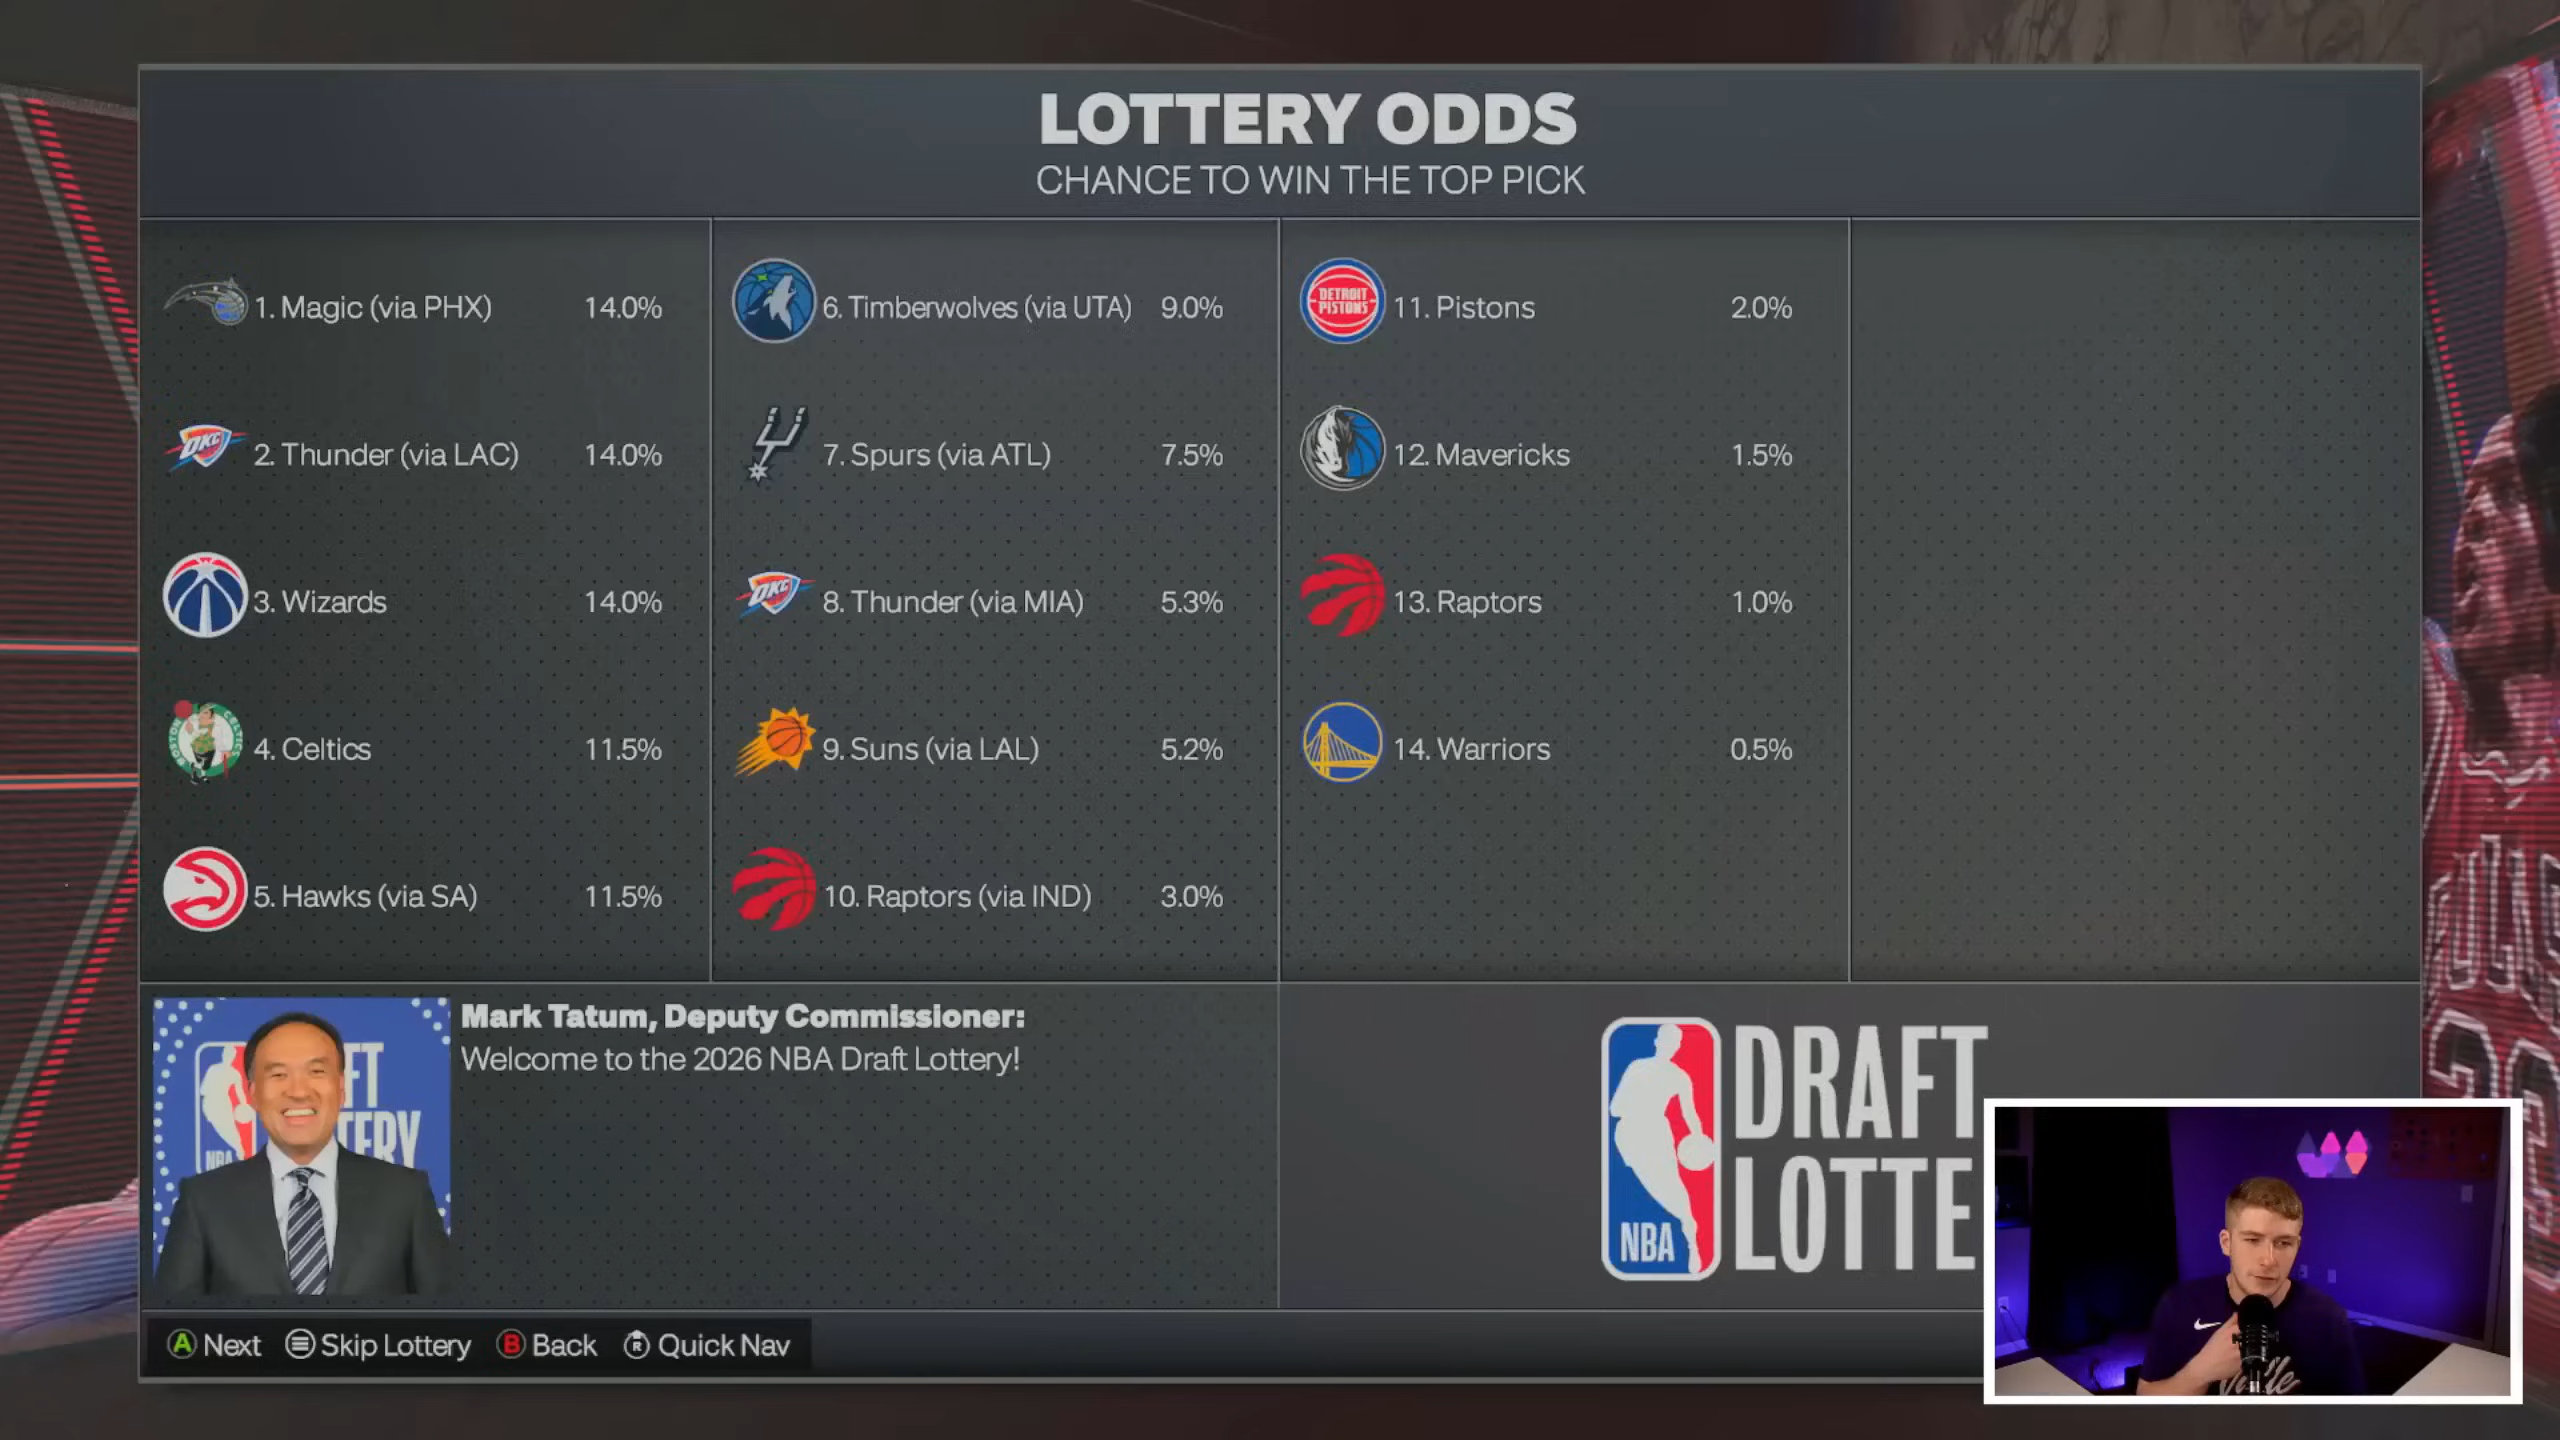 LOTTERY ODDS
CHANCE TO WIN THE TOP PICK
1. Magic (via PHX) 14.0%
2. Thunder (via LAC) 14.0%
3. Wizards 14.0%
4. Celtics 11.5%
5. Hawks (via SA) 11.5%
6. Timberwolves (via UTA) 9.0%
7. Spurs (via ATL) 7.5%
8. Thunder (via MIA) 5.3%
9. Suns (via LAL) 5.2%
10. Raptors (via IND) 3.0%
DETROIT
PISTONS
11. Pistons 2.0%
12. Mavericks 1.5%
13. Raptors 1.0%
14. Warriors 0.5%
OKC
OKC
Mark Tatum, Deputy Commissioner:
Welcome to the 2026 NBA Draft Lottery!
NBA
DRAFT
LOTTE
A Next Skip Lottery B Back R Quick Nav